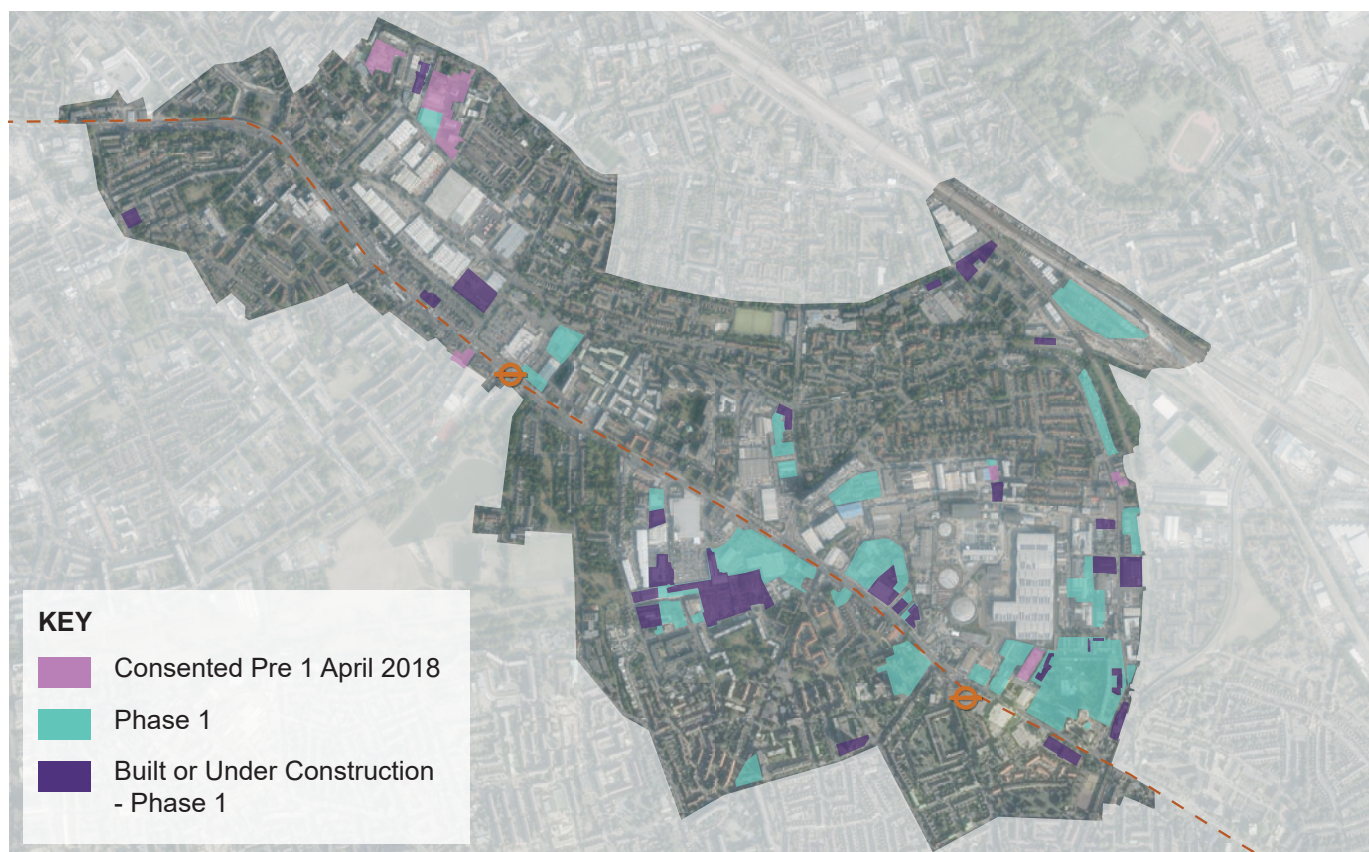 KEY
Consented Pre 1 April 2018
Phase 1
Built or Under Construction
- Phase 1